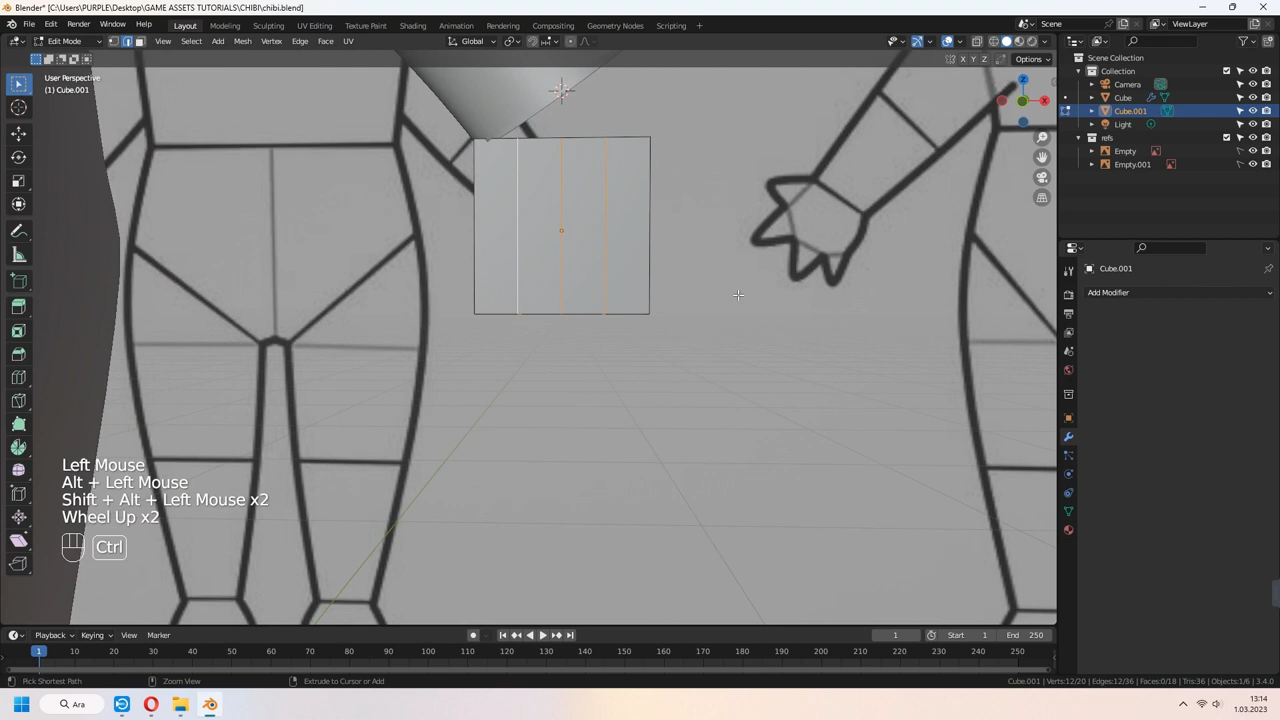 Blender* [C:\Users\PURPLE\Desktop\GAME ASSETS TUTORIALS\CHIBI\chibi.blend]
File Edit Render Window Help Layout Modeling Sculpting UV Editing Texture Paint Shading Animation Rendering Compositing Geometry Nodes Scripting + Scene ViewLayer
Edit Mode View Select Add Mesh Vertex Edge Face UV Global
X Y Z Options
User Perspective
(1) Cube.001
Scene Collection
Collection
Camera
Cube
Cube.001
Light
refs
Empty
Empty.001
Cube.001
Add Modifier
Left Mouse
Alt + Left Mouse
Shift + Alt + Left Mouse x2
Wheel Up x2
Ctrl
Playback Keying View Marker 1 Start 1 End 250
1 10 20 30 40 50 60 70 80 90 100 110 120 130 140 150 160 170 180 190 200 210 220 230 240 250
Pick Shortest Path Zoom View Extrude to Cursor or Add Cube.001 | Verts:12/20 | Edges:12/36 | Faces:0/18 | Tris:36 | Objects:1/6 | 3.4.0
Ara
13:14
1.03.2023